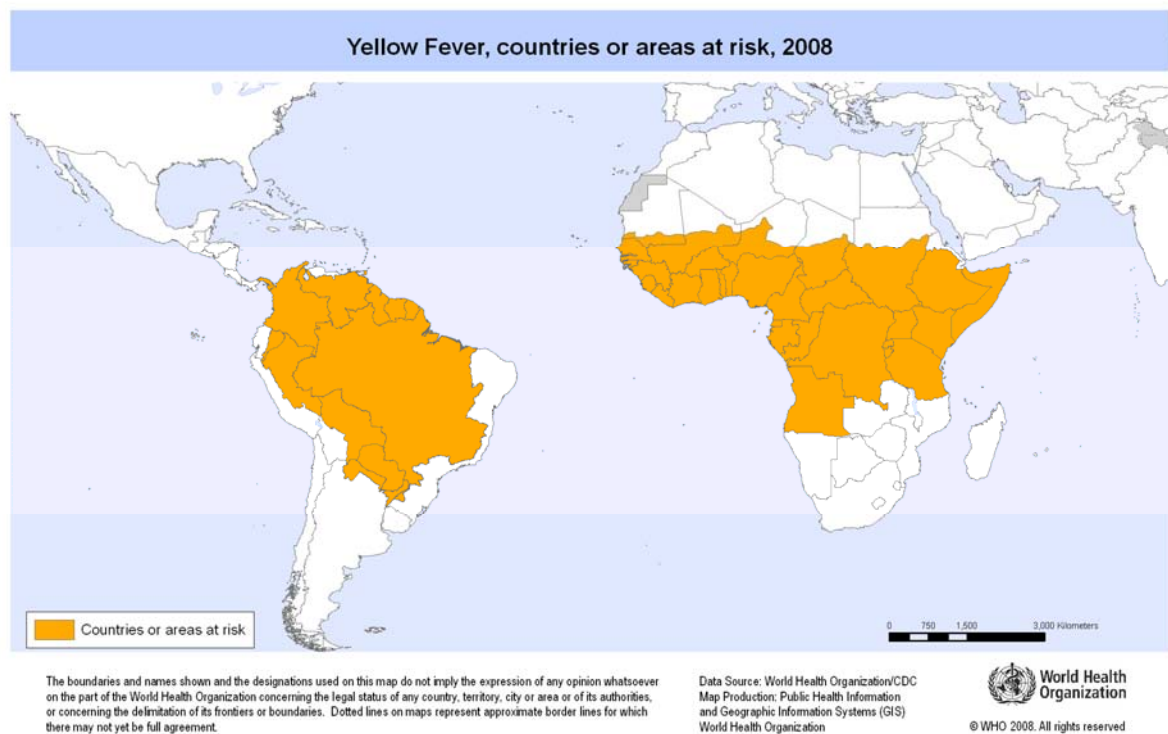 Yellow Fever, countries or areas at risk, 2008
Countries or areas at risk
0 750 1,500 3,000 Kilometers
The boundaries and names shown and the designations used on this map do not imply the expression of any opinion whatsoever
on the part of the World Health Organization concerning the legal status of any country, territory, city or area or of its authorities,
or concerning the delimitation of its frontiers or boundaries. Dotted lines on maps represent approximate border lines for which
there may not yet be full agreement.
Data Source: World Health Organization/CDC
Map Production: Public Health Information
and Geographic Information Systems (GIS)
World Health Organization
World Health
Organization
© WHO 2008. All rights reserved